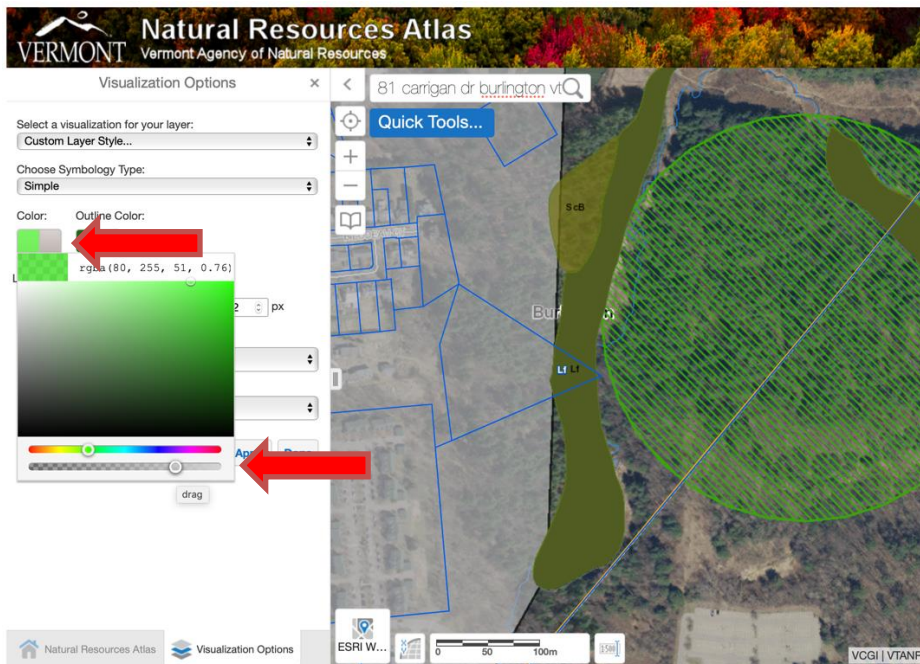 Natural Resources Atlas
VERMONT
Vermont Agency of Natural Resources
Visualization Options
×
Select a visualization for your layer:
Custom Layer Style...
Choose Symbology Type:
Simple
Color: Outline Color:
rgba(80, 255, 51, 0.76)
2 px
drag
Natural Resources Atlas
Visualization Options
81 carrigan dr burlington vt
Quick Tools...
+
−
ScB
Lf Lf
ESRI W...
0 50 100m
VCGI | VTANR